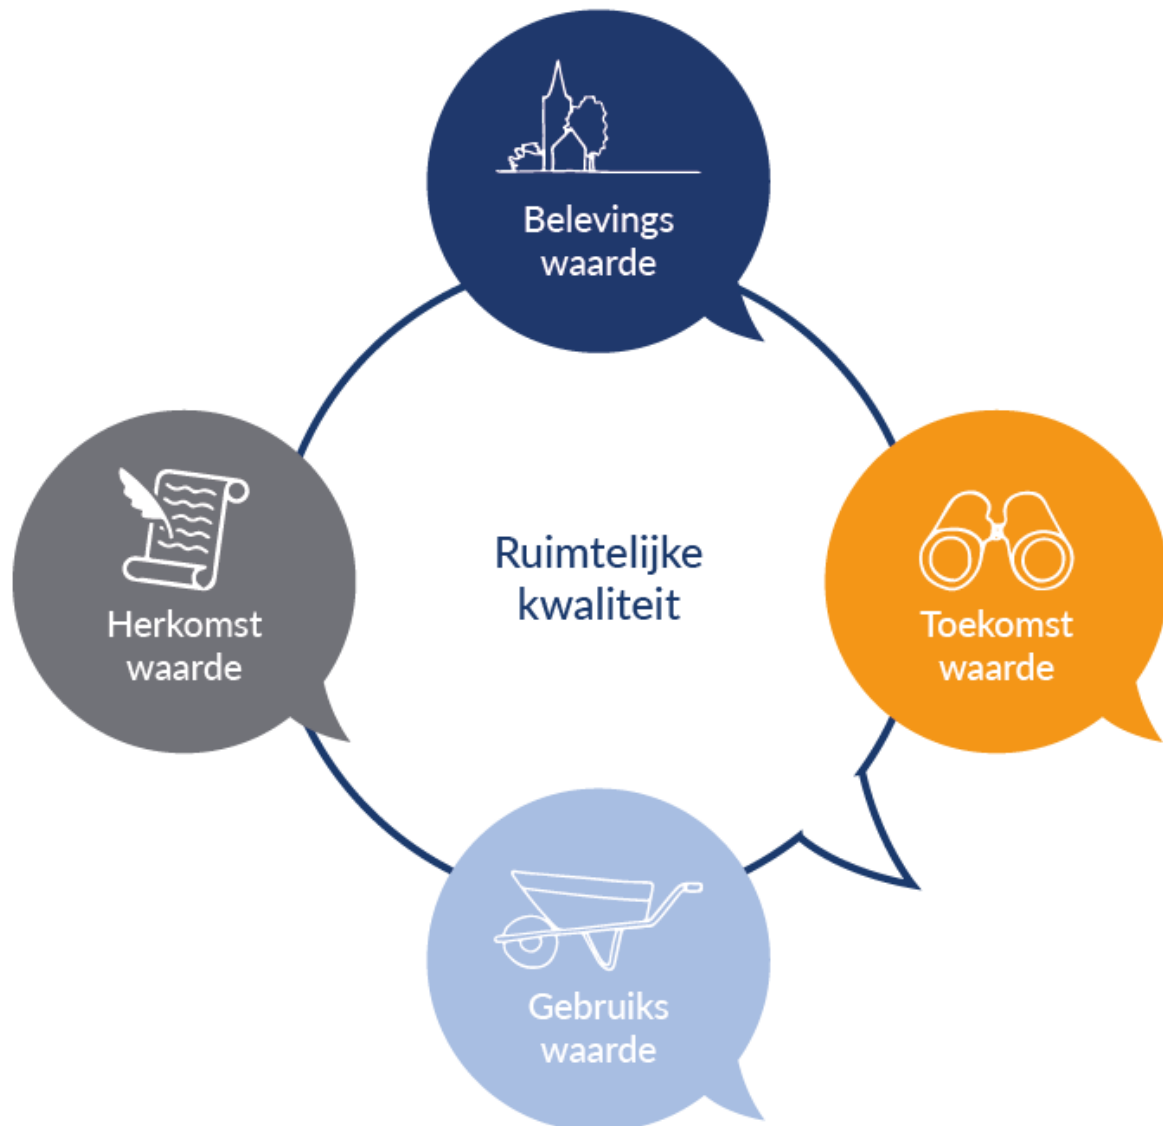 Belevings
waarde
Herkomst
waarde
Ruimtelijke
kwaliteit
Toekomst
waarde
Gebruiks
waarde